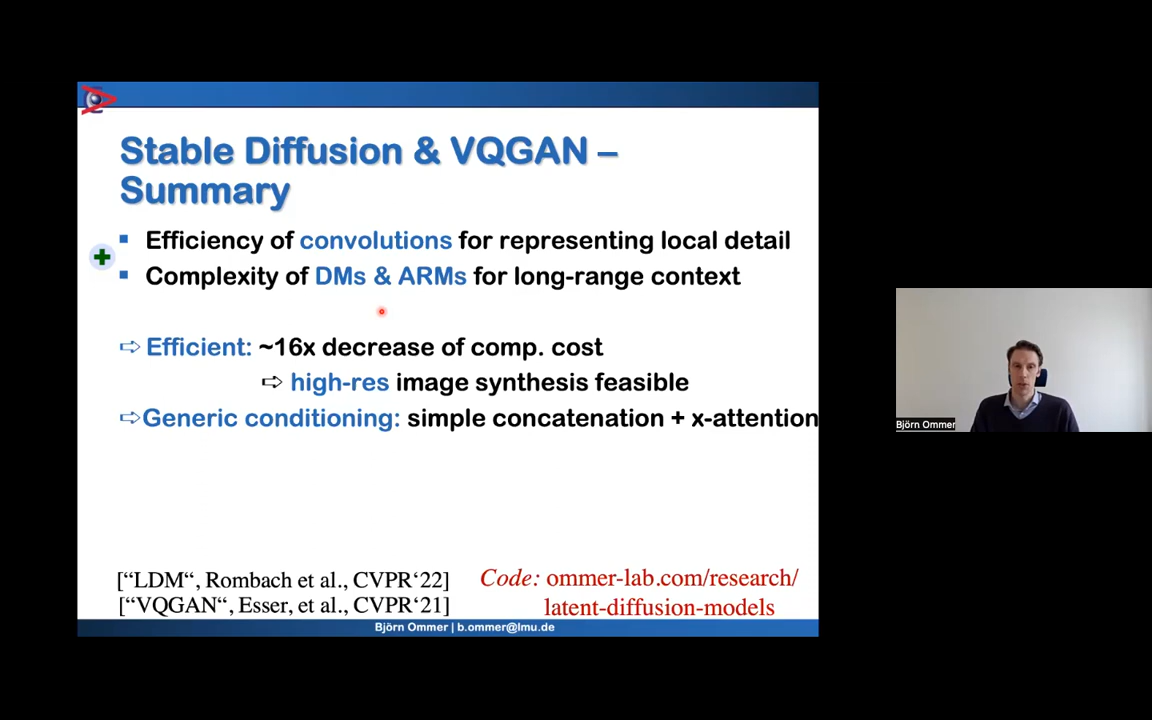 Stable Diffusion & VQGAN –
Summary
▪ Efficiency of convolutions for representing local detail
▪ Complexity of DMs & ARMs for long-range context
⇨ Efficient: ~16x decrease of comp. cost
⇨ high-res image synthesis feasible
⇨Generic conditioning: simple concatenation + x-attention
[“LDM“, Rombach et al., CVPR‘22]
[“VQGAN“, Esser, et al., CVPR‘21]
Code: ommer-lab.com/research/
latent-diffusion-models
Björn Ommer | b.ommer@lmu.de
Björn Ommer